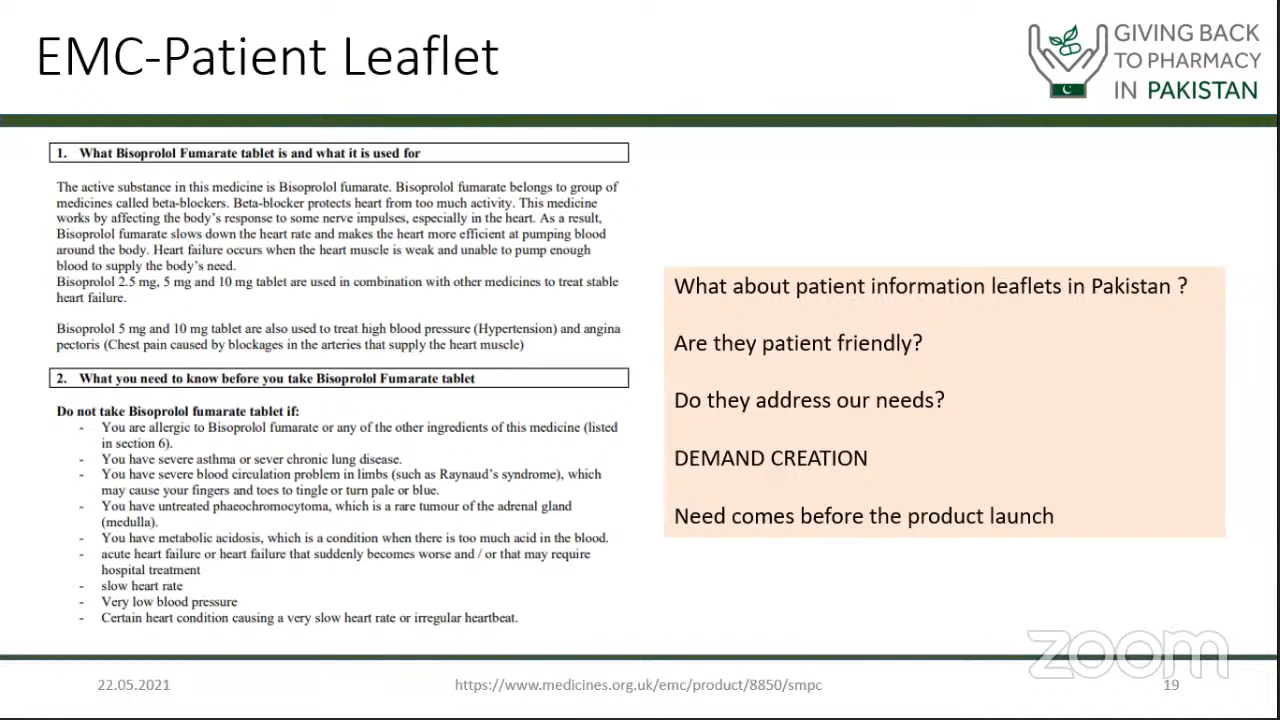 EMC-Patient Leaflet
GIVING BACK
TO PHARMACY
IN PAKISTAN
1. What Bisoprolol Fumarate tablet is and what it is used for
The active substance in this medicine is Bisoprolol fumarate. Bisoprolol fumarate belongs to group of
medicines called beta-blockers. Beta-blocker protects heart from too much activity. This medicine
works by affecting the body's response to some nerve impulses, especially in the heart. As a result,
Bisoprolol fumarate slows down the heart rate and makes the heart more efficient at pumping blood
around the body. Heart failure occurs when the heart muscle is weak and unable to pump enough
blood to supply the body's need.
Bisoprolol 2.5 mg, 5 mg and 10 mg tablet are used in combination with other medicines to treat stable
heart failure.
Bisoprolol 5 mg and 10 mg tablet are also used to treat high blood pressure (Hypertension) and angina
pectoris (Chest pain caused by blockages in the arteries that supply the heart muscle)
2. What you need to know before you take Bisoprolol Fumarate tablet
Do not take Bisoprolol fumarate tablet if:
- You are allergic to Bisoprolol fumarate or any of the other ingredients of this medicine (listed
in section 6).
- You have severe asthma or sever chronic lung disease.
- You have severe blood circulation problem in limbs (such as Raynaud's syndrome), which
may cause your fingers and toes to tingle or turn pale or blue.
- You have untreated phaeochromocytoma, which is a rare tumour of the adrenal gland
(medulla).
- You have metabolic acidosis, which is a condition when there is too much acid in the blood.
- acute heart failure or heart failure that suddenly becomes worse and / or that may require
hospital treatment
- slow heart rate
- Very low blood pressure
- Certain heart condition causing a very slow heart rate or irregular heartbeat.
What about patient information leaflets in Pakistan ?
Are they patient friendly?
Do they address our needs?
DEMAND CREATION
Need comes before the product launch
zoom
22.05.2021
https://www.medicines.org.uk/emc/product/8850/smpc
19